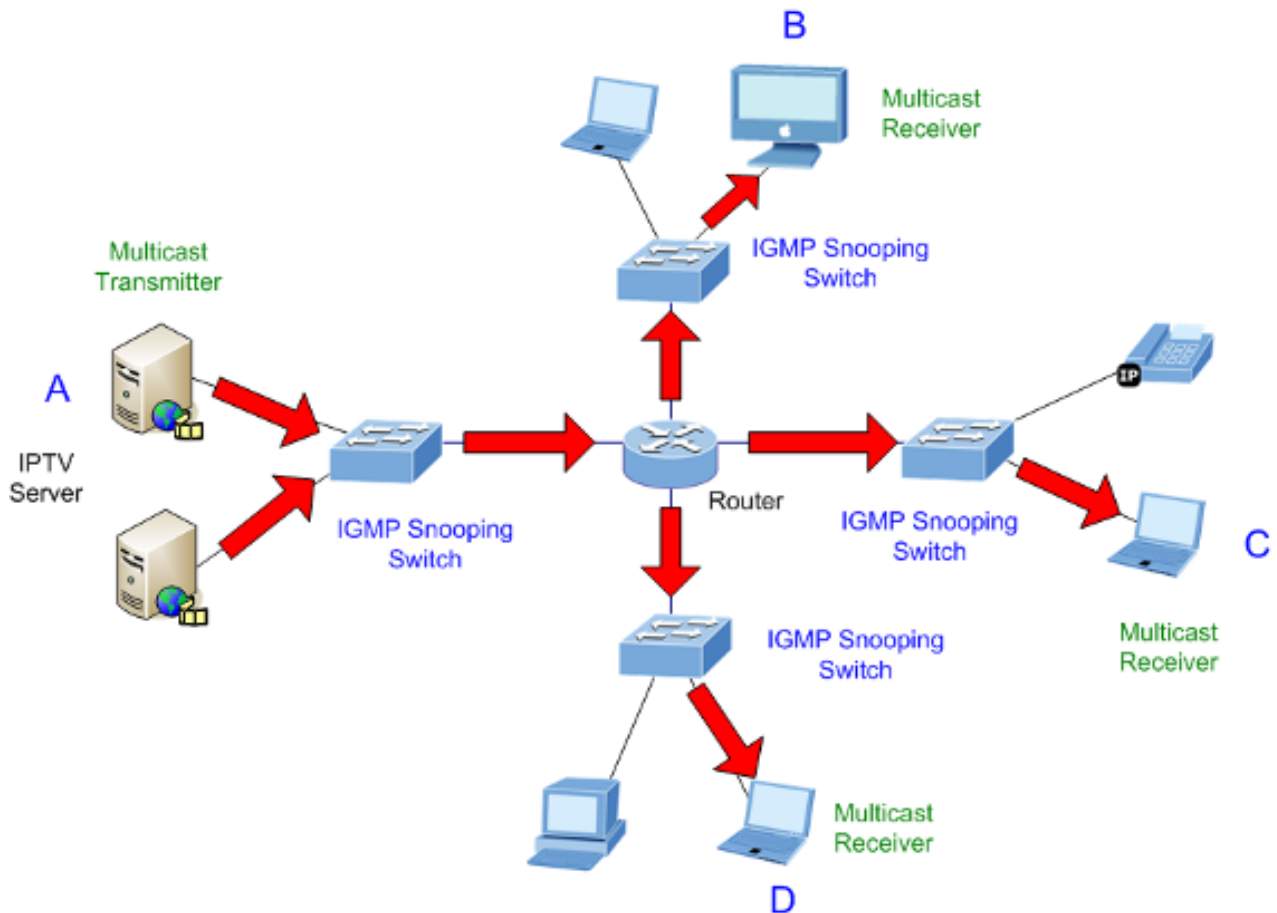 B
Multicast
Receiver
IGMP Snooping
Switch
Multicast
Transmitter
A
IPTV
Server
IGMP Snooping
Switch
Router
IP
IGMP Snooping
Switch
C
Multicast
Receiver
IGMP Snooping
Switch
Multicast
Receiver
D